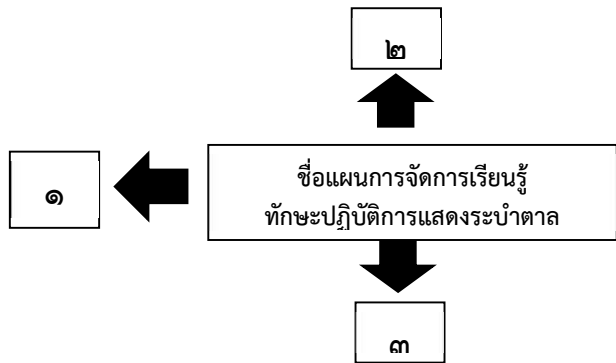 ๒
๑
ชื่อแผนการจัดการเรียนรู้
ทักษะปฏิบัติการแสดงระบำตาล
๓